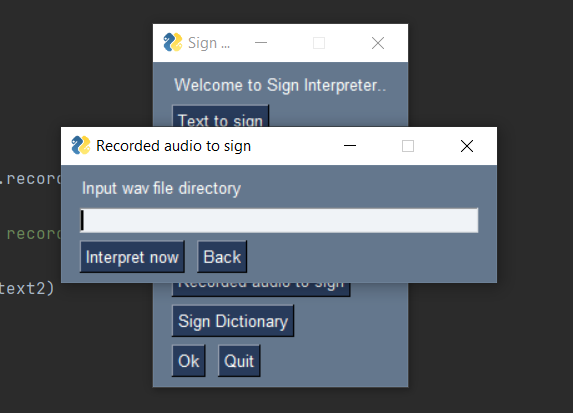 Sign ...
Welcome to Sign Interpreter..
Text to sign
Recorded audio to sign
.record
Input wav file directory
record
Interpret now Back
text2)
Recorded audio to sign
Sign Dictionary
Ok Quit